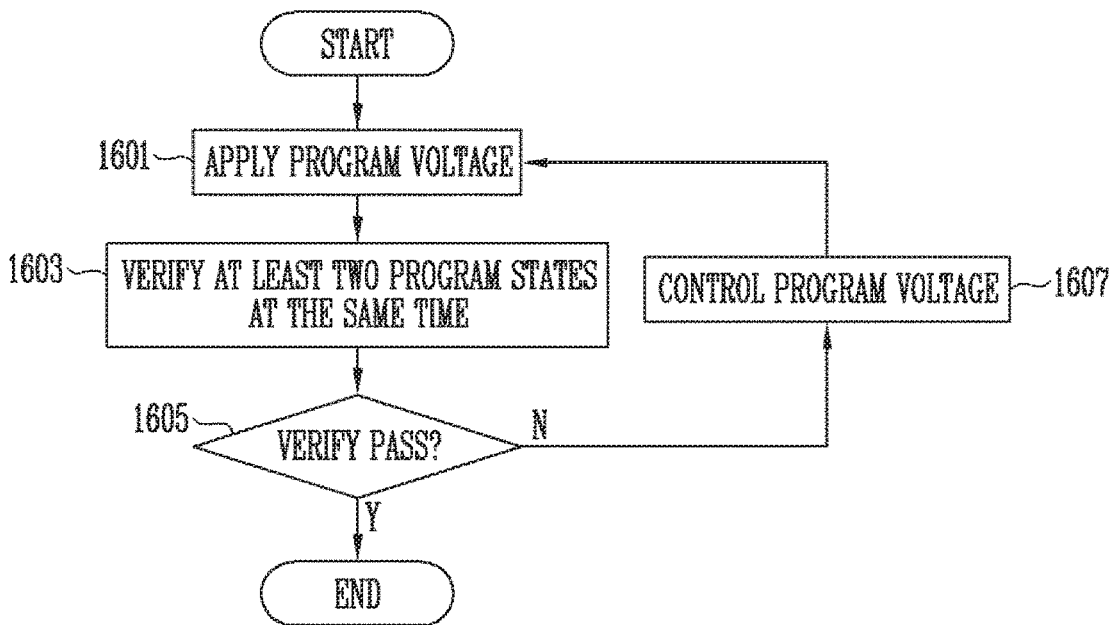 START
1601
APPLY PROGRAM VOLTAGE
1603
VERIFY AT LEAST TWO PROGRAM STATES
AT THE SAME TIME
CONTROL PROGRAM VOLTAGE
1607
1605
VERIFY PASS?
N
Y
END